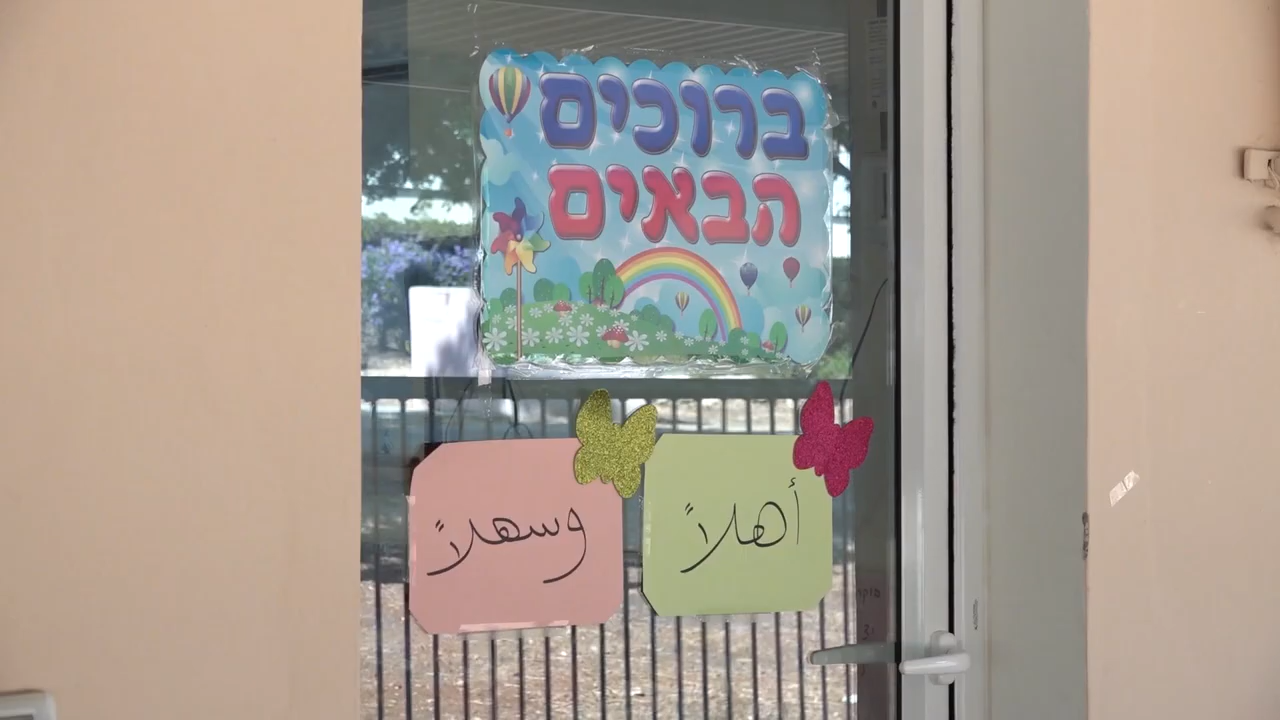 ברוכים
הבאים
أهلاً
وسهلاً